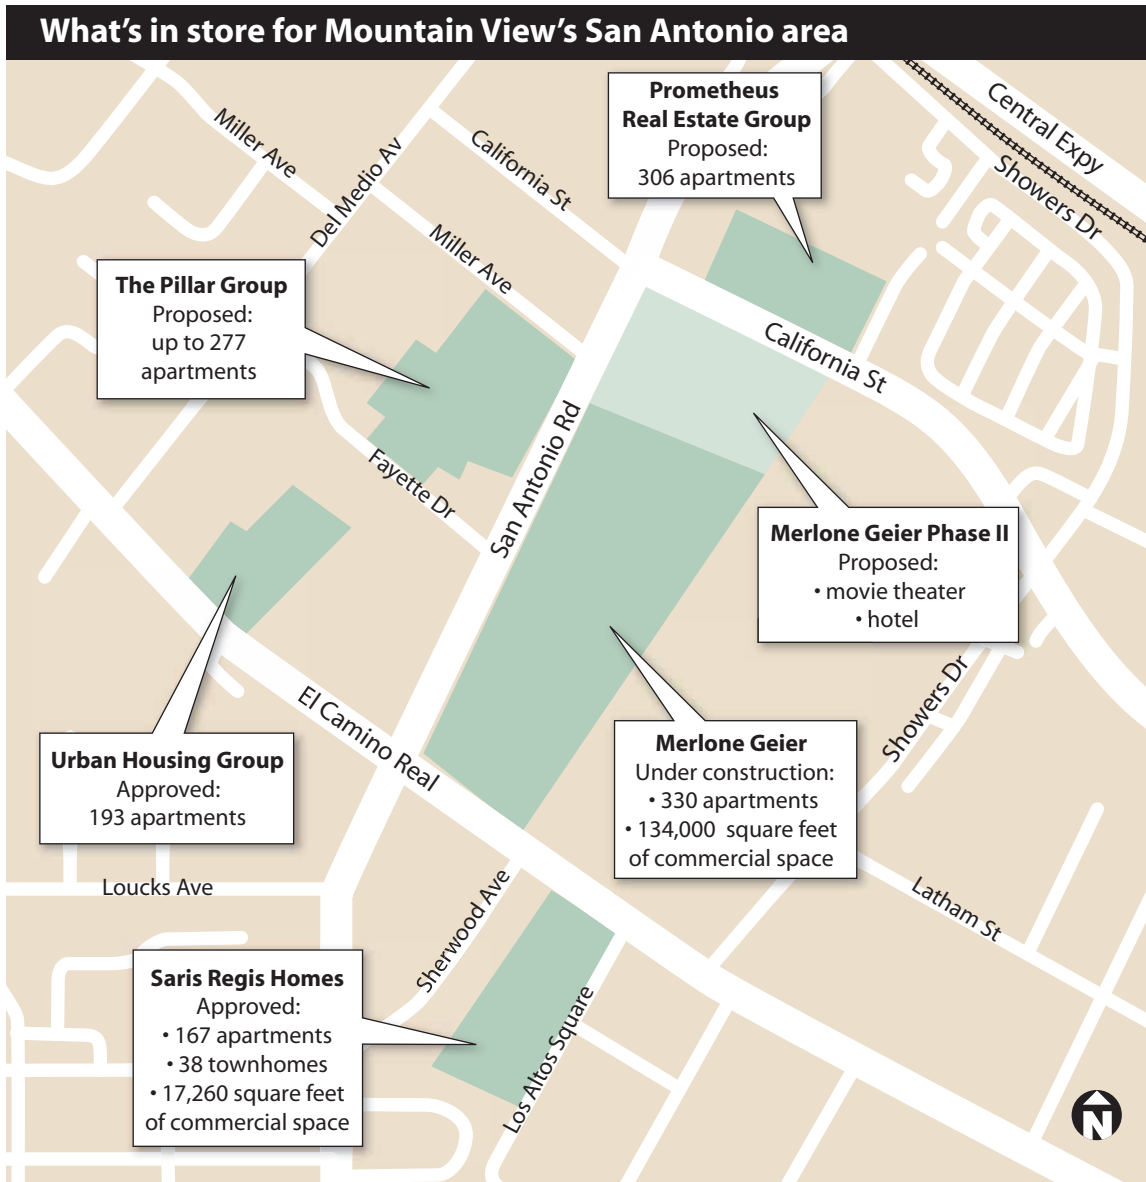 What's in store for Mountain View's San Antonio area
Prometheus
Real Estate Group
Proposed:
306 apartments
Central Expy
Showers Dr
Miller Ave
Del Medio Av
California St
Miller Ave
The Pillar Group
Proposed:
up to 277
apartments
California St
San Antonio Rd
Fayette Dr
Merlone Geier Phase II
Proposed:
• movie theater
• hotel
Showers Dr
El Camino Real
Urban Housing Group
Approved:
193 apartments
Merlone Geier
Under construction:
• 330 apartments
• 134,000 square feet
of commercial space
Loucks Ave
Sherwood Ave
Latham St
Saris Regis Homes
Approved:
• 167 apartments
• 38 townhomes
• 17,260 square feet
of commercial space
Los Altos Square
N